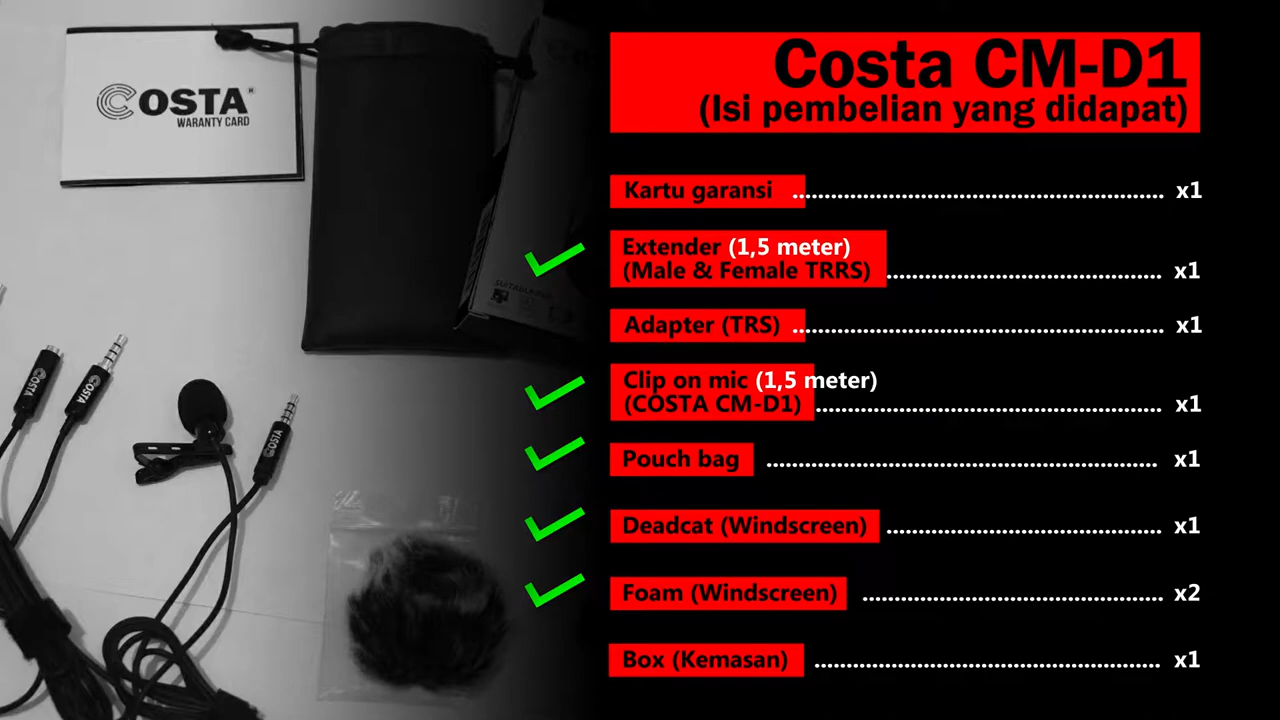 COSTA
WARANTY CARD
Costa CM-D1
(Isi pembelian yang didapat)
Kartu garansi ........ x1
Extender (1,5 meter)
(Male & Female TRRS) ........ x1
Adapter (TRS) ........ x1
Clip on mic (1,5 meter)
(COSTA CM-D1) ........ x1
Pouch bag ........ x1
Deadcat (Windscreen) ........ x1
Foam (Windscreen) ........ x2
Box (Kemasan) ........ x1
COSTA
COSTA
COSTA